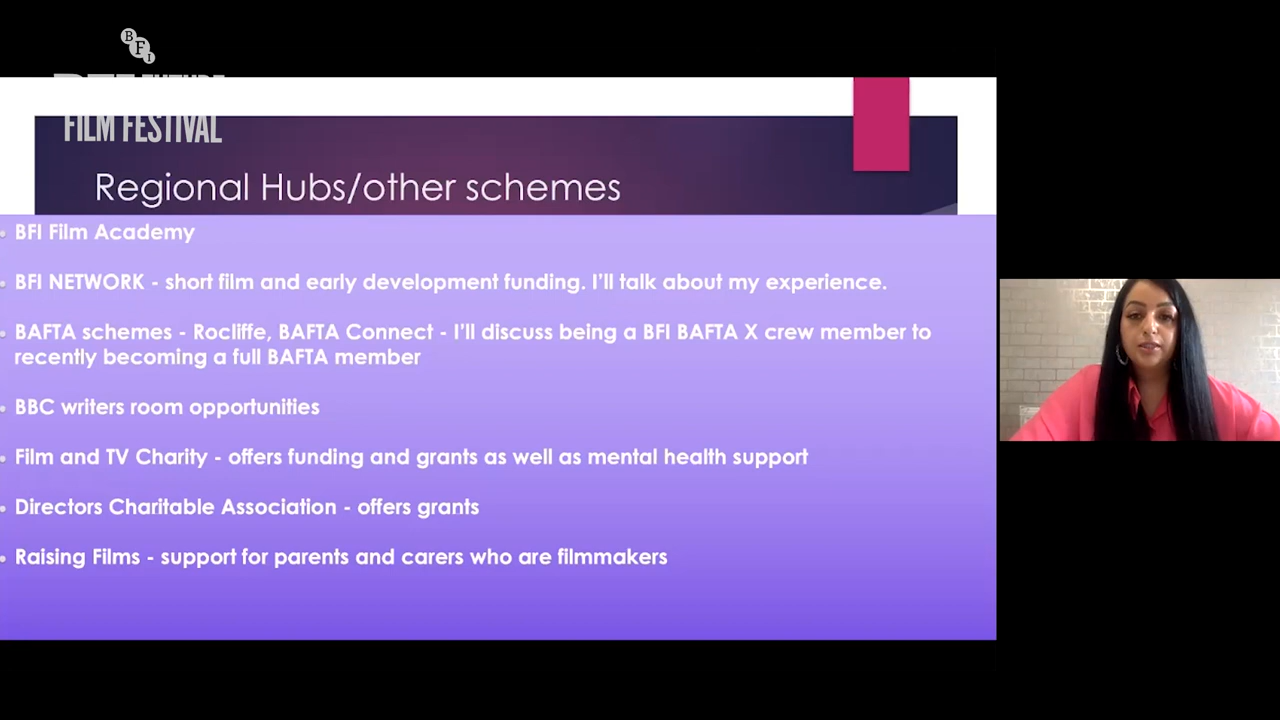 BFI
FILM FESTIVAL
Regional Hubs/other schemes
BFI Film Academy
BFI NETWORK - short film and early development funding. I'll talk about my experience.
BAFTA schemes - Rocliffe, BAFTA Connect - I'll discuss being a BFI BAFTA X crew member to
recently becoming a full BAFTA member
BBC writers room opportunities
Film and TV Charity - offers funding and grants as well as mental health support
Directors Charitable Association - offers grants
Raising Films - support for parents and carers who are filmmakers